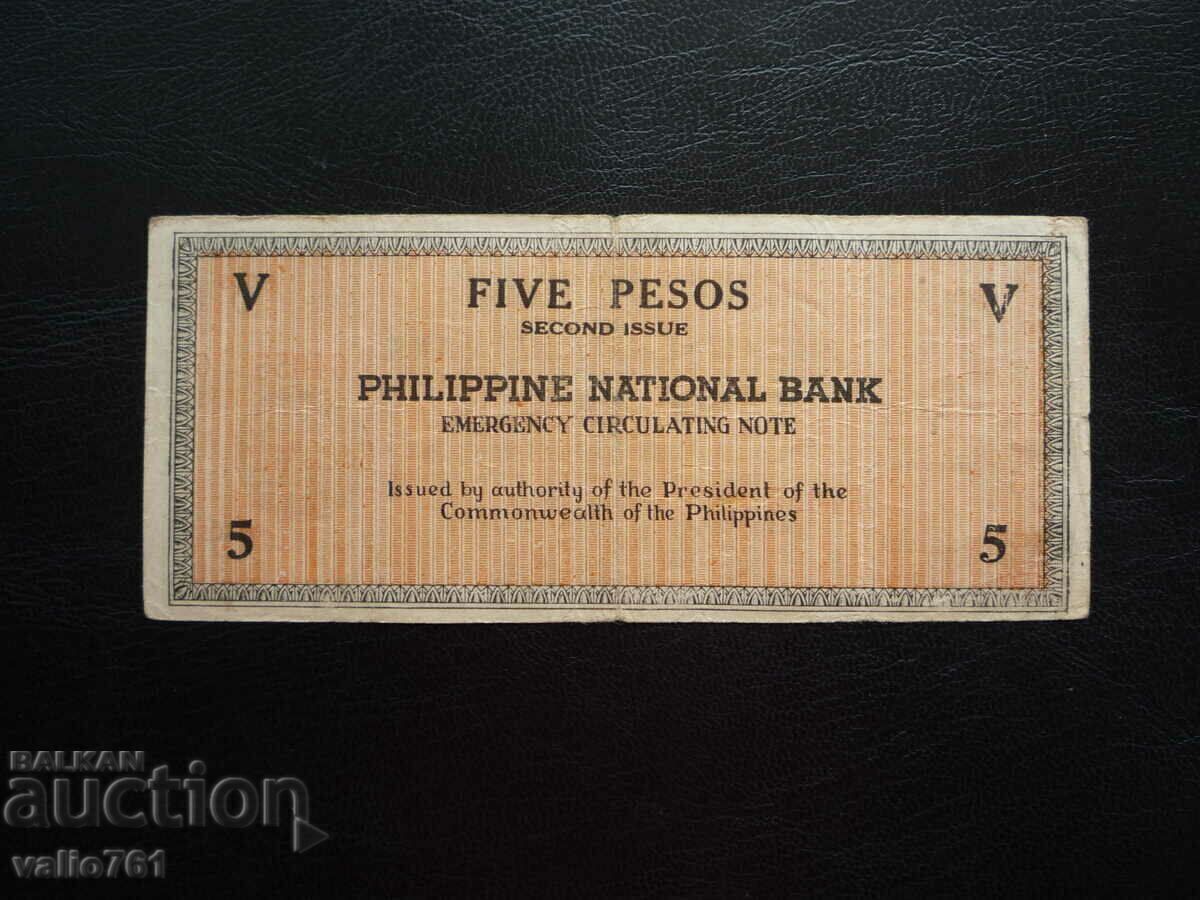 V FIVE PESOS V
SECOND ISSUE
PHILIPPINE NATIONAL BANK
EMERGENCY CIRCULATING NOTE
Issued by authority of the President of the
Commonwealth of the Philippines
5 5
BALKAN
auction
valio761